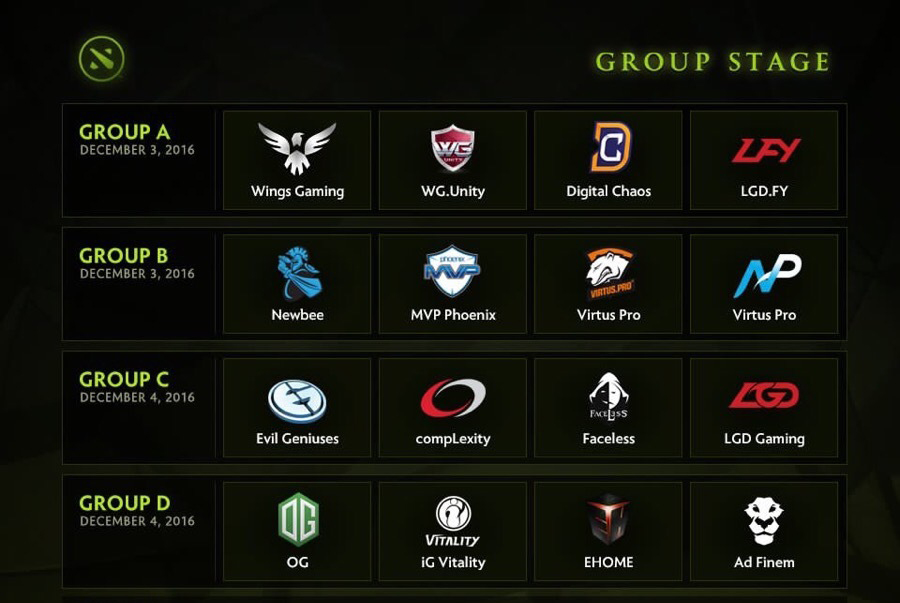 GROUP STAGE
GROUP A
DECEMBER 3, 2016
Wings Gaming
WG
UNITY
WG.Unity
DC
Digital Chaos
LFY
LGD.FY
GROUP B
DECEMBER 3, 2016
Newbee
phoenix
MVP
MVP Phoenix
VIRTUS.PRO
Virtus Pro
NP
Virtus Pro
GROUP C
DECEMBER 4, 2016
Evil Geniuses
compLexity
FACELESS
Faceless
LGD
LGD Gaming
GROUP D
DECEMBER 4, 2016
OG
OG
VITALITY
iG Vitality
EHOME
Ad Finem